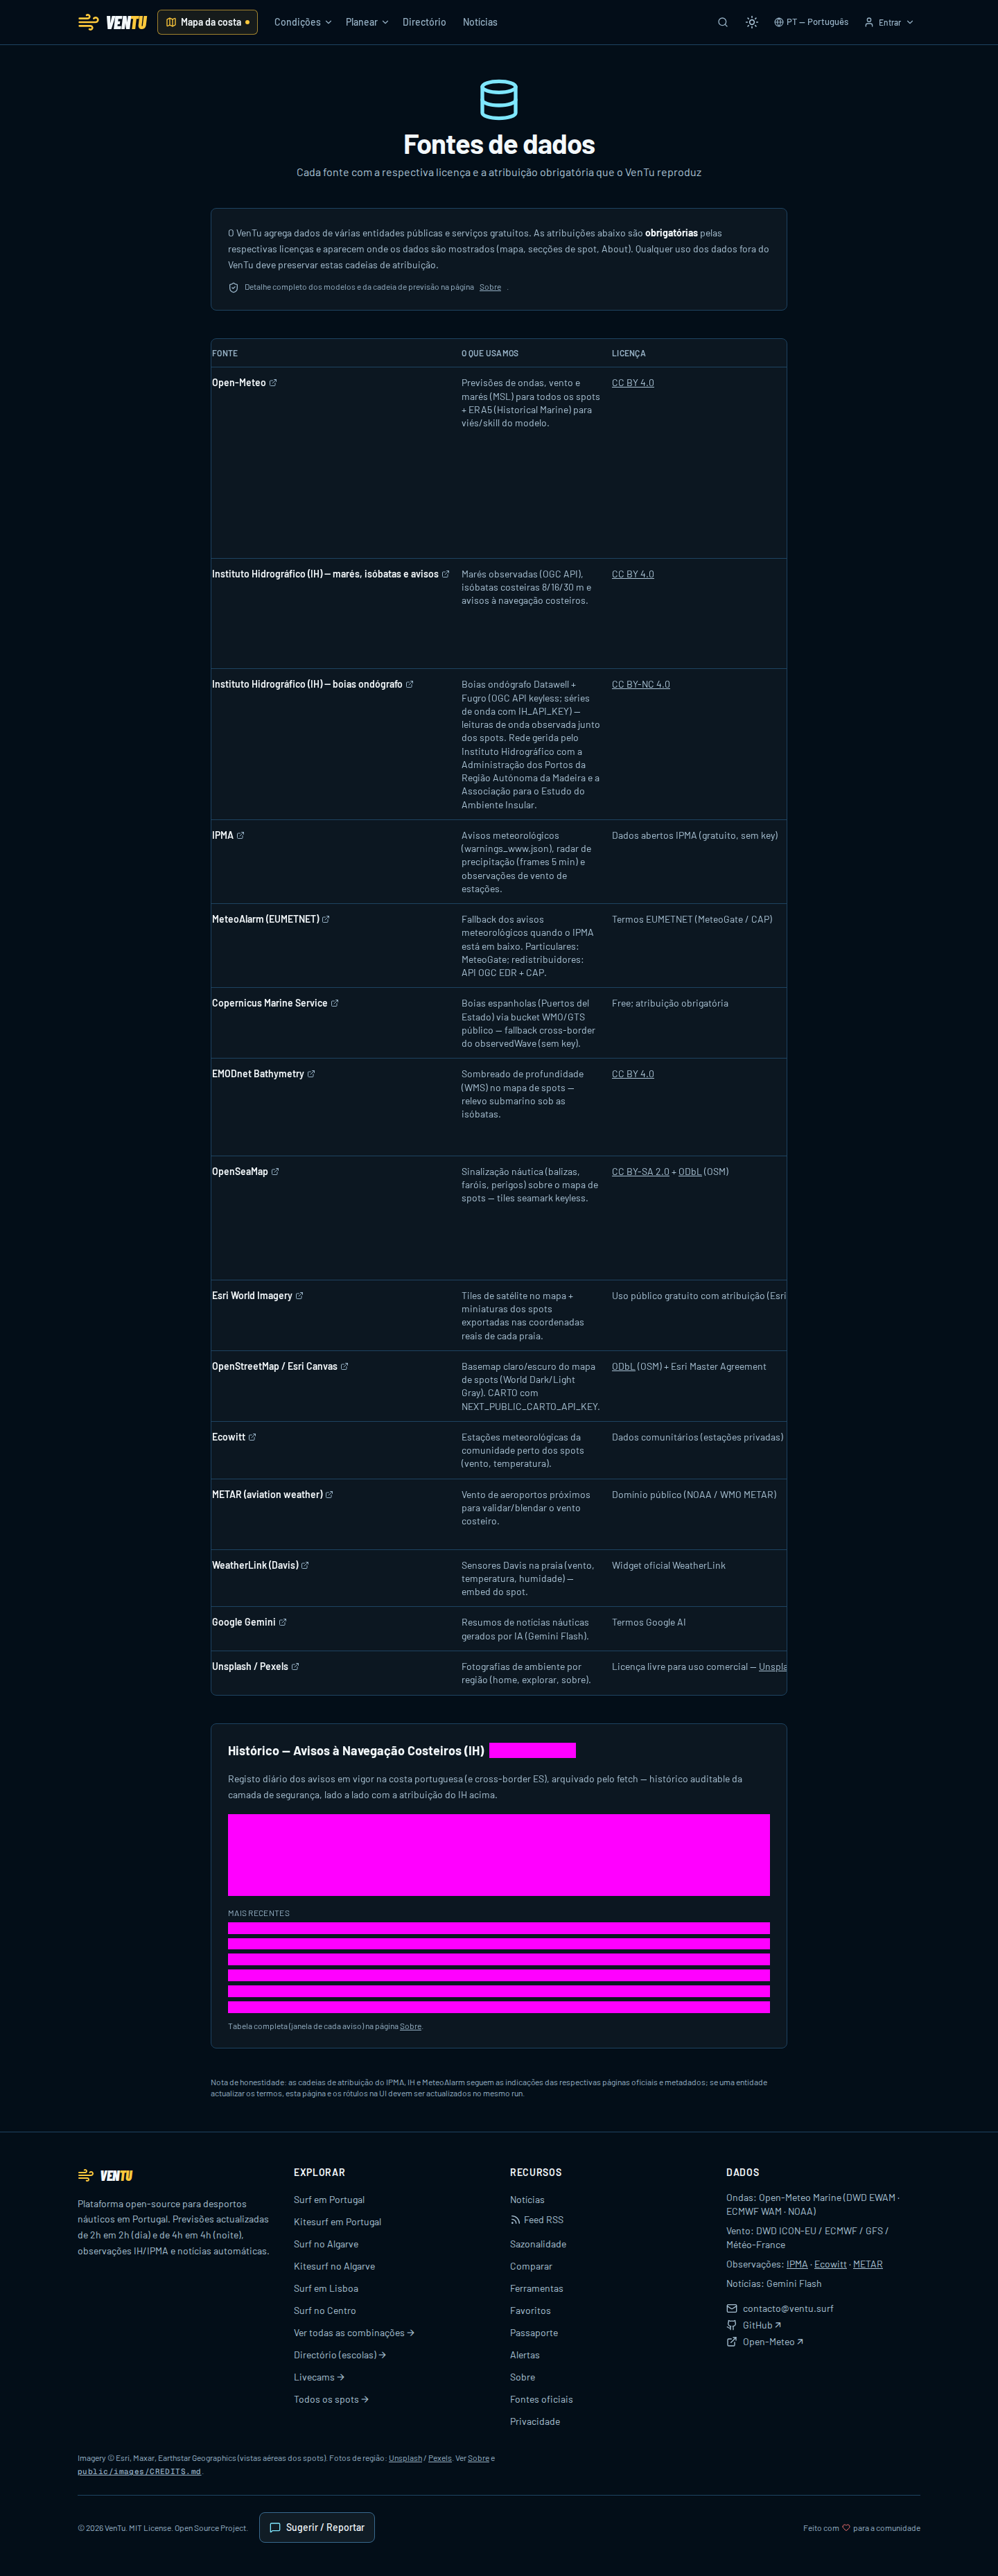 VENTU
Mapa da costa
Condições
Planear
Directório
Notícias
PT — Português
Entrar
Fontes de dados
Cada fonte com a respectiva licença e a atribuição obrigatória que o VenTu reproduz
O VenTu agrega dados de várias entidades públicas e serviços gratuitos. As atribuições abaixo são obrigatórias pelas
respectivas licenças e aparecem onde os dados são mostrados (mapa, secções de spot, About). Qualquer uso dos dados fora do
VenTu deve preservar estas cadeias de atribuição.
Detalhe completo dos modelos e da cadeia de previsão na página Sobre .
FONTE
O QUE USAMOS
LICENÇA
Open-Meteo
Previsões de ondas, vento e
marés (MSL) para todos os spots
+ ERA5 (Historical Marine) para
viés/skill do modelo.
CC BY 4.0
Instituto Hidrográfico (IH) — marés, isóbatas e avisos
Marés observadas (OGC API),
isóbatas costeiras 8/16/30 m e
avisos à navegação costeiros.
CC BY 4.0
Instituto Hidrográfico (IH) — boias ondógrafo
Boias ondógrafo Datawell +
Fugro (OGC API keyless; séries
de onda com IH_API_KEY) —
leituras de onda observada junto
dos spots. Rede gerida pelo
Instituto Hidrográfico com a
Administração dos Portos da
Região Autónoma da Madeira e a
Associação para o Estudo do
Ambiente Insular.
CC BY-NC 4.0
IPMA
Avisos meteorológicos
(warnings_www.json), radar de
precipitação (frames 5 min) e
observações de vento de
estações.
Dados abertos IPMA (gratuito, sem key)
MeteoAlarm (EUMETNET)
Fallback dos avisos
meteorológicos quando o IPMA
está em baixo. Particulares:
MeteoGate; redistribuidores:
API OGC EDR + CAP.
Termos EUMETNET (MeteoGate / CAP)
Copernicus Marine Service
Boias espanholas (Puertos del
Estado) via bucket WMO/GTS
público — fallback cross-border
do observedWave (sem key).
Free; atribuição obrigatória
EMODnet Bathymetry
Sombreado de profundidade
(WMS) no mapa de spots —
relevo submarino sob as
isóbatas.
CC BY 4.0
OpenSeaMap
Sinalização náutica (balizas,
faróis, perigos) sobre o mapa de
spots — tiles seamark keyless.
CC BY-SA 2.0 + ODbL (OSM)
Esri World Imagery
Tiles de satélite no mapa +
miniaturas dos spots
exportadas nas coordenadas
reais de cada praia.
Uso público gratuito com atribuição (Esri
OpenStreetMap / Esri Canvas
Basemap claro/escuro do mapa
de spots (World Dark/Light
Gray). CARTO com
NEXT_PUBLIC_CARTO_API_KEY.
ODbL (OSM) + Esri Master Agreement
Ecowitt
Estações meteorológicas da
comunidade perto dos spots
(vento, temperatura).
Dados comunitários (estações privadas)
METAR (aviation weather)
Vento de aeroportos próximos
para validar/blendar o vento
costeiro.
Domínio público (NOAA / WMO METAR)
WeatherLink (Davis)
Sensores Davis na praia (vento,
temperatura, humidade) —
embed do spot.
Widget oficial WeatherLink
Google Gemini
Resumos de notícias náuticas
gerados por IA (Gemini Flash).
Termos Google AI
Unsplash / Pexels
Fotografias de ambiente por
região (home, explorar, sobre).
Licença livre para uso comercial — Unspla
Histórico — Avisos à Navegação Costeiros (IH)
Registo diário dos avisos em vigor na costa portuguesa (e cross-border ES), arquivado pelo fetch — histórico auditable da
camada de segurança, lado a lado com a atribuição do IH acima.
MAIS RECENTES
Tabela completa (janela de cada aviso) na página Sobre.
Nota de honestidade: as cadeias de atribuição do IPMA, IH e MeteoAlarm seguem as indicações das respectivas páginas oficiais e metadados; se uma entidade
actualizar os termos, esta página e os rótulos na UI devem ser actualizados no mesmo run.
VENTU
Plataforma open-source para desportos
náuticos em Portugal. Previsões actualizadas
de 2h em 2h (dia) e de 4h em 4h (noite),
observações IH/IPMA e notícias automáticas.
EXPLORAR
Surf em Portugal
Kitesurf em Portugal
Surf no Algarve
Kitesurf no Algarve
Surf em Lisboa
Surf no Centro
Ver todas as combinações →
Directório (escolas) →
Livecams →
Todos os spots →
RECURSOS
Notícias
Feed RSS
Sazonalidade
Comparar
Ferramentas
Favoritos
Passaporte
Alertas
Sobre
Fontes oficiais
Privacidade
DADOS
Ondas: Open-Meteo Marine (DWD EWAM ·
ECMWF WAM · NOAA)
Vento: DWD ICON-EU / ECMWF / GFS /
Météo-France
Observações: IPMA · Ecowitt · METAR
Notícias: Gemini Flash
contacto@ventu.surf
GitHub
Open-Meteo
Imagery © Esri, Maxar, Earthstar Geographics (vistas aéreas dos spots). Fotos de região: Unsplash / Pexels. Ver Sobre e
public/images/CREDITS.md.
© 2026 VenTu. MIT License. Open Source Project.
Sugerir / Reportar
Feito com ♡ para a comunidade